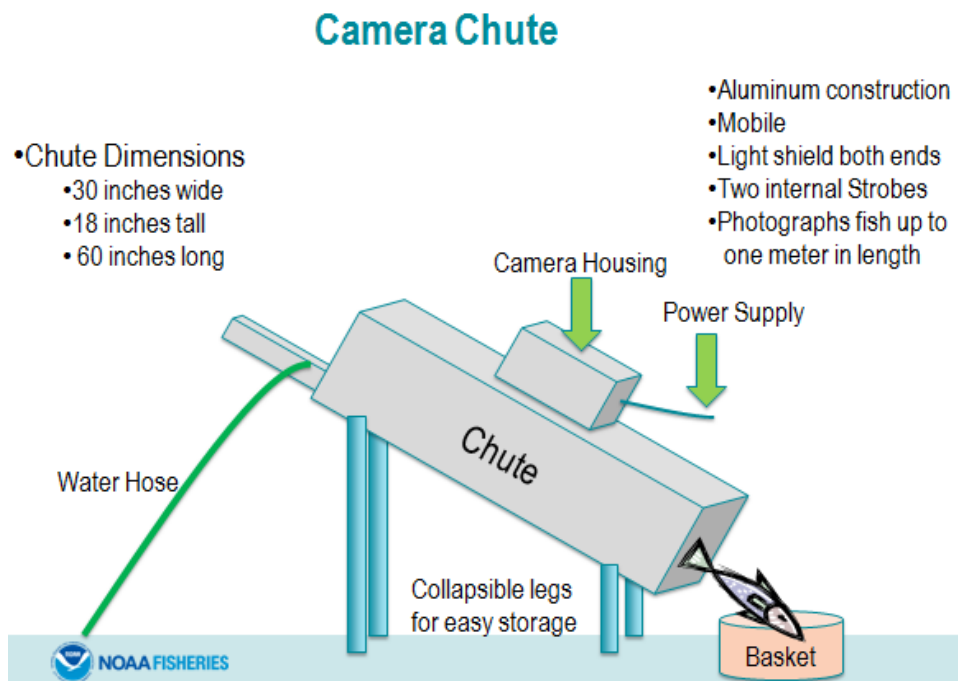 Camera Chute
•Chute Dimensions
•30 inches wide
•18 inches tall
• 60 inches long
•Aluminum construction
•Mobile
•Light shield both ends
•Two internal Strobes
•Photographs fish up to
one meter in length
Camera Housing
Power Supply
Chute
Water Hose
Collapsible legs
for easy storage
Basket
NOAA FISHERIES